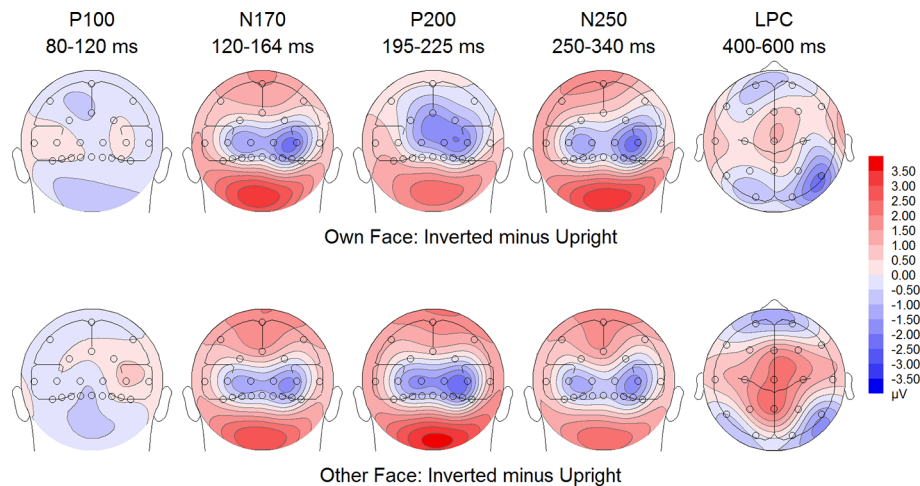 P100 N170 P200 N250 LPC
80-120 ms 120-164 ms 195-225 ms 250-340 ms 400-600 ms
Own Face: Inverted minus Upright
3.50
2.50
2.00
1.50
1.00
0.50
0.00
-0.50
-1.00
-1.50
-2.00
-2.50
-3.00
-3.50
µV
Other Face: Inverted minus Upright